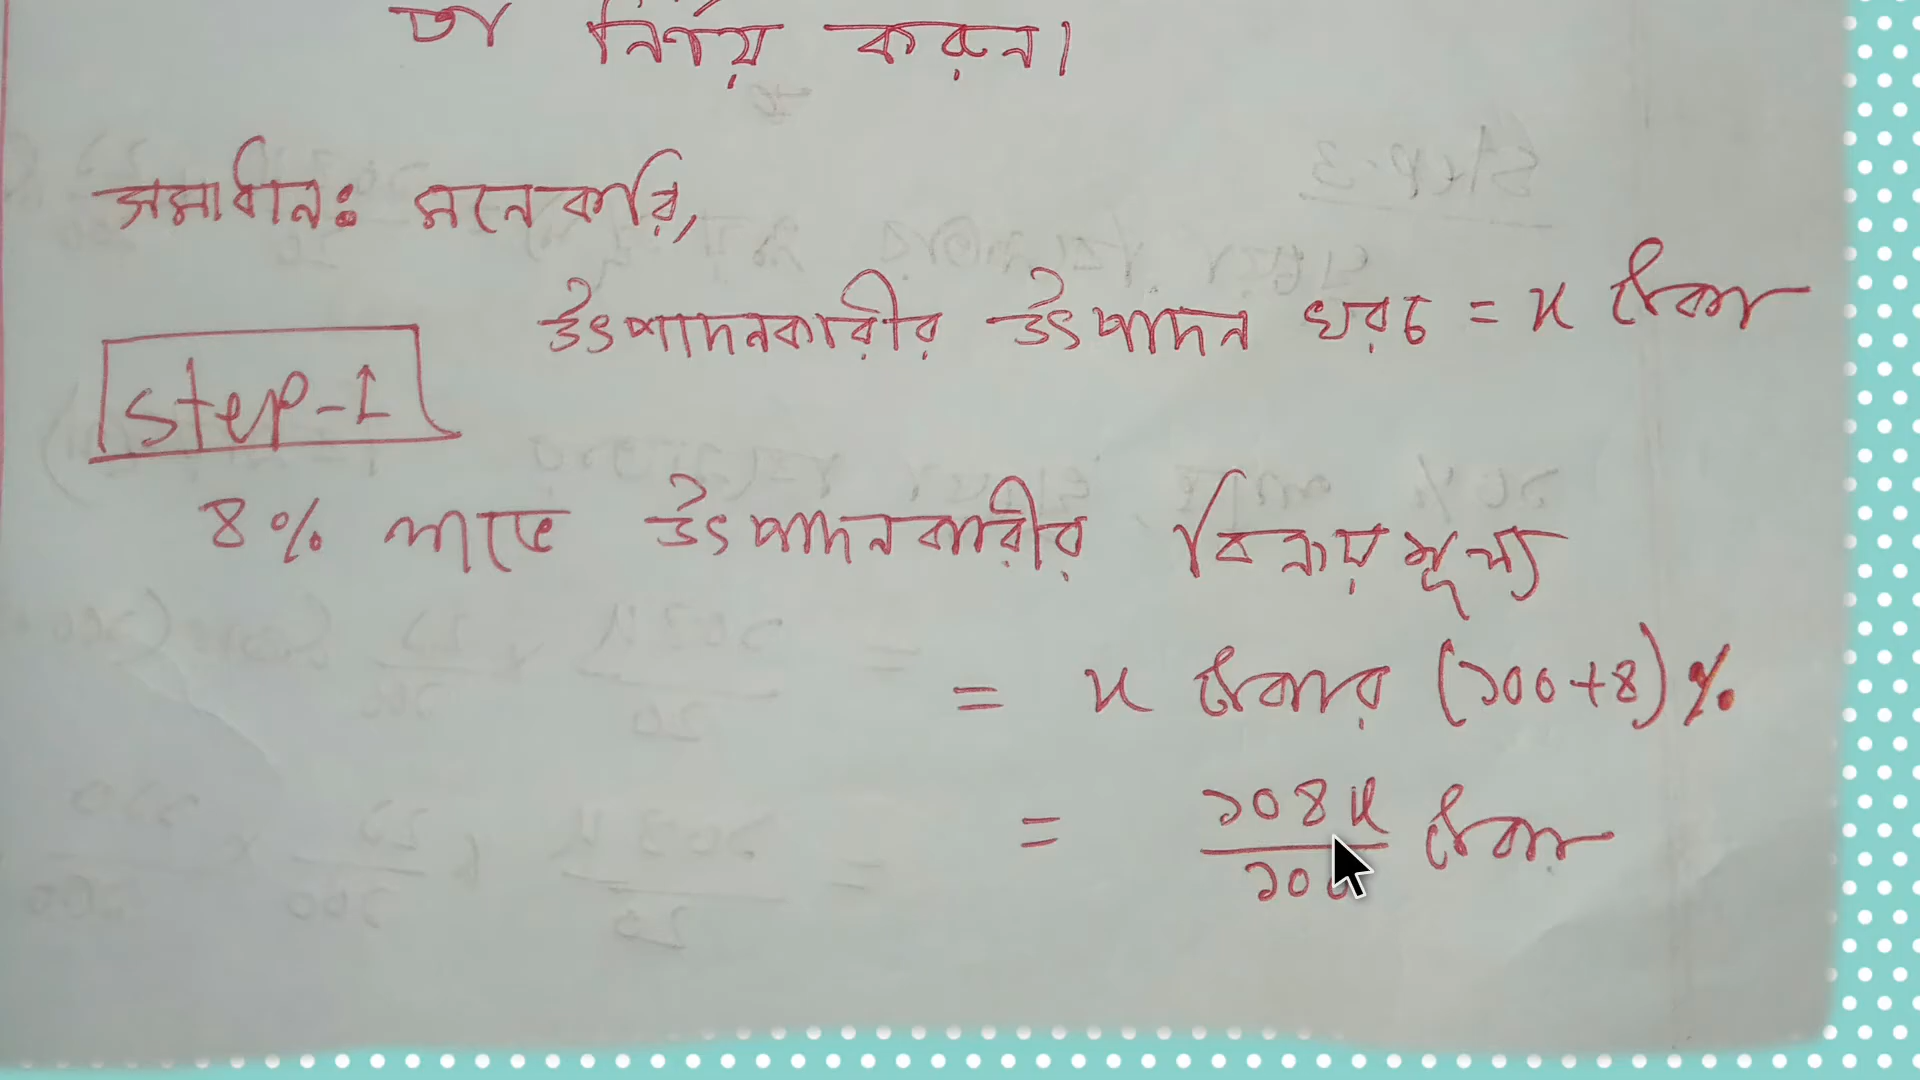 তা নির্ণয় করুন।
সমাধান: মনেকরি,
উৎপাদনকারীর উৎপাদন খরচ = x টাকা
Step-1
৪% লাভে উৎপাদনকারীর বিক্রয়মূল্য
= x টাকার (১০০+৪)%
= ১০৪x/১০০ টাকা